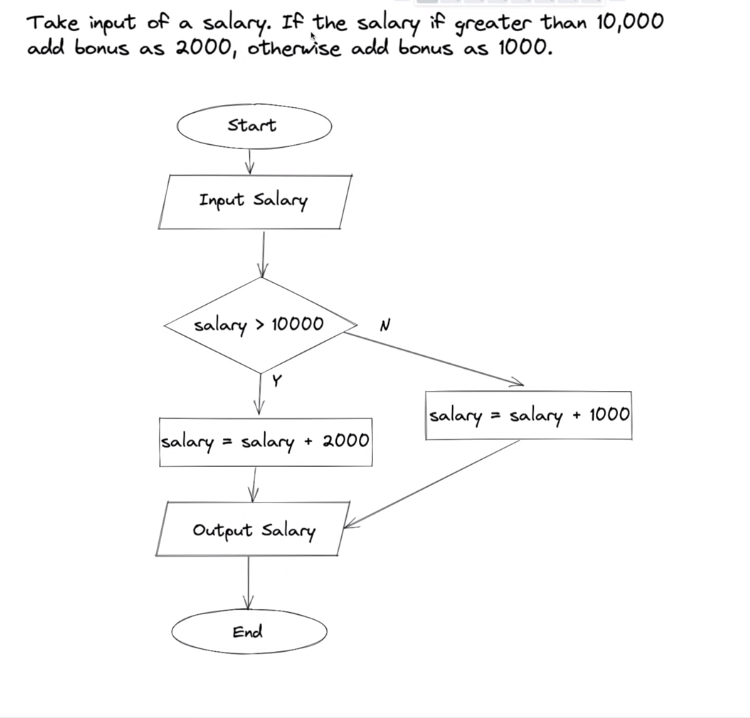 Take input of a salary. If the salary if greater than 10,000
add bonus as 2000, otherwise add bonus as 1000.
Start
Input Salary
salary > 10000
N
Y
salary = salary + 1000
salary = salary + 2000
Output Salary
End